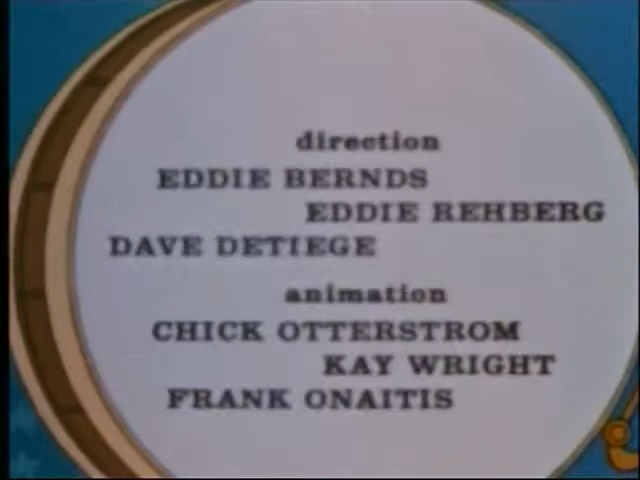 direction
EDDIE BERNDS
EDDIE REHBERG
DAVE DETIEGE
animation
CHICK OTTERSTROM
KAY WRIGHT
FRANK ONAITIS